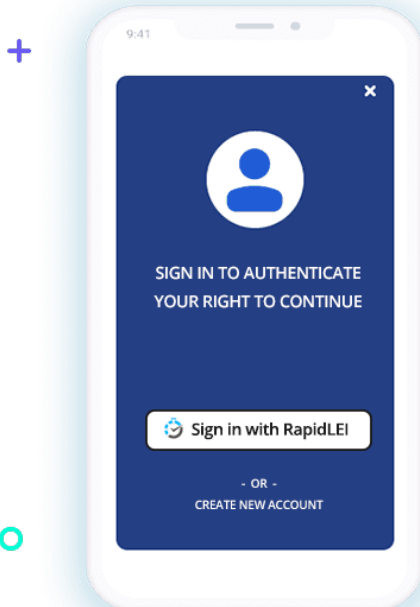 9:41
SIGN IN TO AUTHENTICATE
YOUR RIGHT TO CONTINUE
Sign in with RapidLEI
- OR -
CREATE NEW ACCOUNT